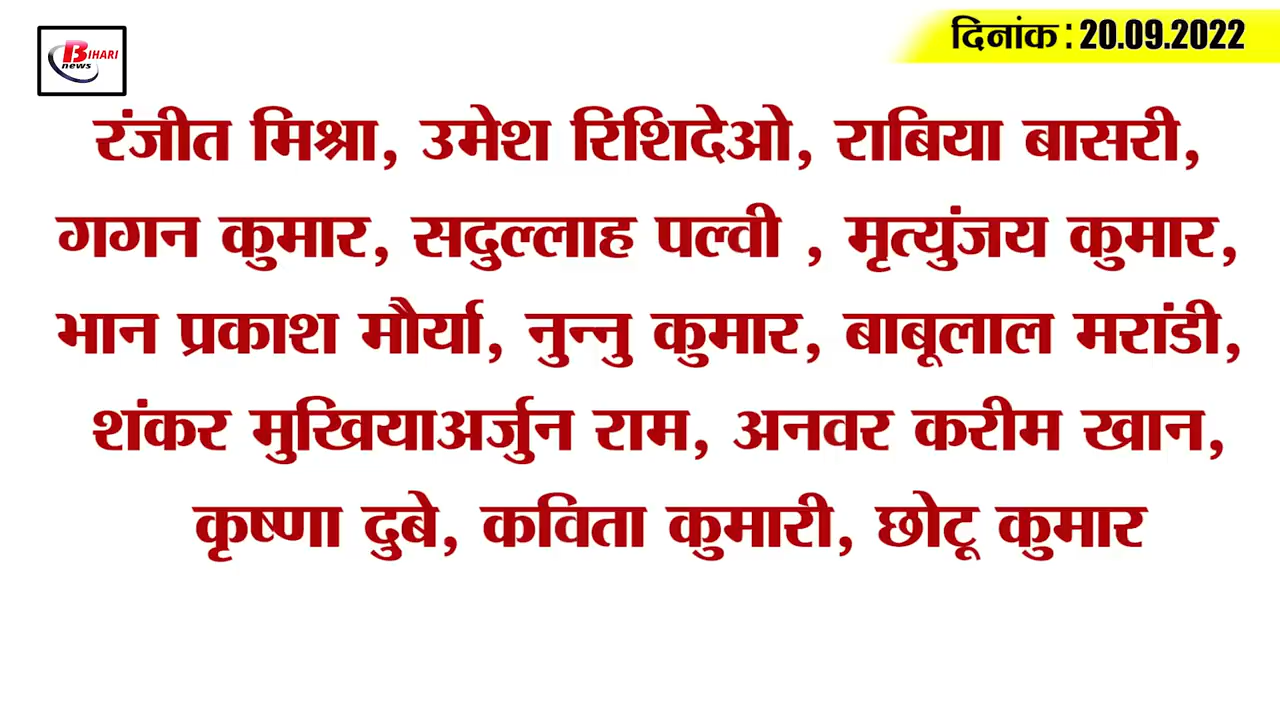 BIHARI
news
दिनांक : 20.09.2022
रंजीत मिश्रा, उमेश रिशिदेओ, राबिया बासरी,
गगन कुमार, सदुल्लाह पल्वी , मृत्युंजय कुमार,
भान प्रकाश मौर्या, नुन्नु कुमार, बाबूलाल मरांडी,
शंकर मुखियाअर्जुन राम, अनवर करीम खान,
कृष्णा दुबे, कविता कुमारी, छोटू कुमार